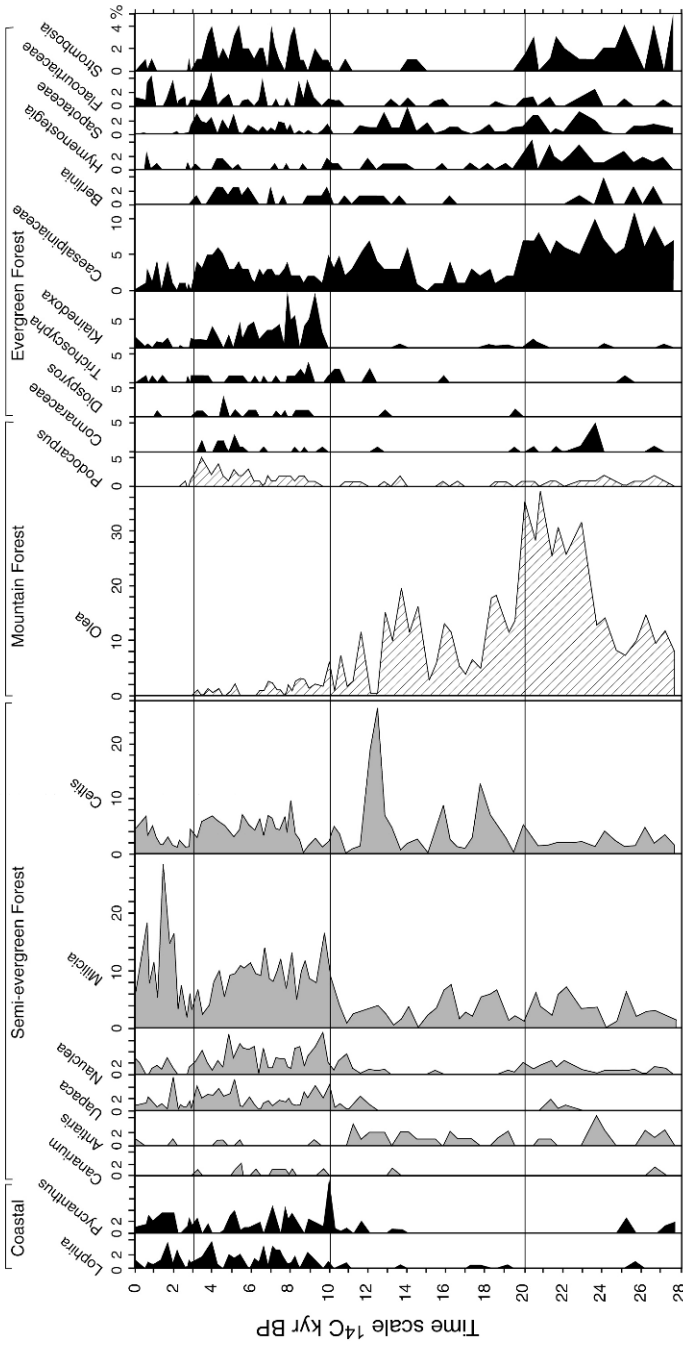 Coastal Semi-evergreen Forest Mountain Forest Evergreen Forest
Lophira
Pycnanthus
Canarium
Antiaris
Uapaca
Nauclea
Milicia
Celtis
Olea
Podocarpus
Connaraceae
Diospyros
Trichoscypha
Klainedoxa
Caesalpiniaceae
Berlinia
Hymenostegia
Sapotaceae
Flacourtiaceae
Strombosia
0 2 0 2 0 2 0 2 0 2 0 2 0 10 20 0 10 20 0 10 20 30 0 5 5 5 5 5 0 5 10 0 2 0 2 0 2 0 2 0 2 4 %
0
2
4
6
8
10
12
14
16
18
20
22
24
26
28
Time scale ¹⁴C kyr BP